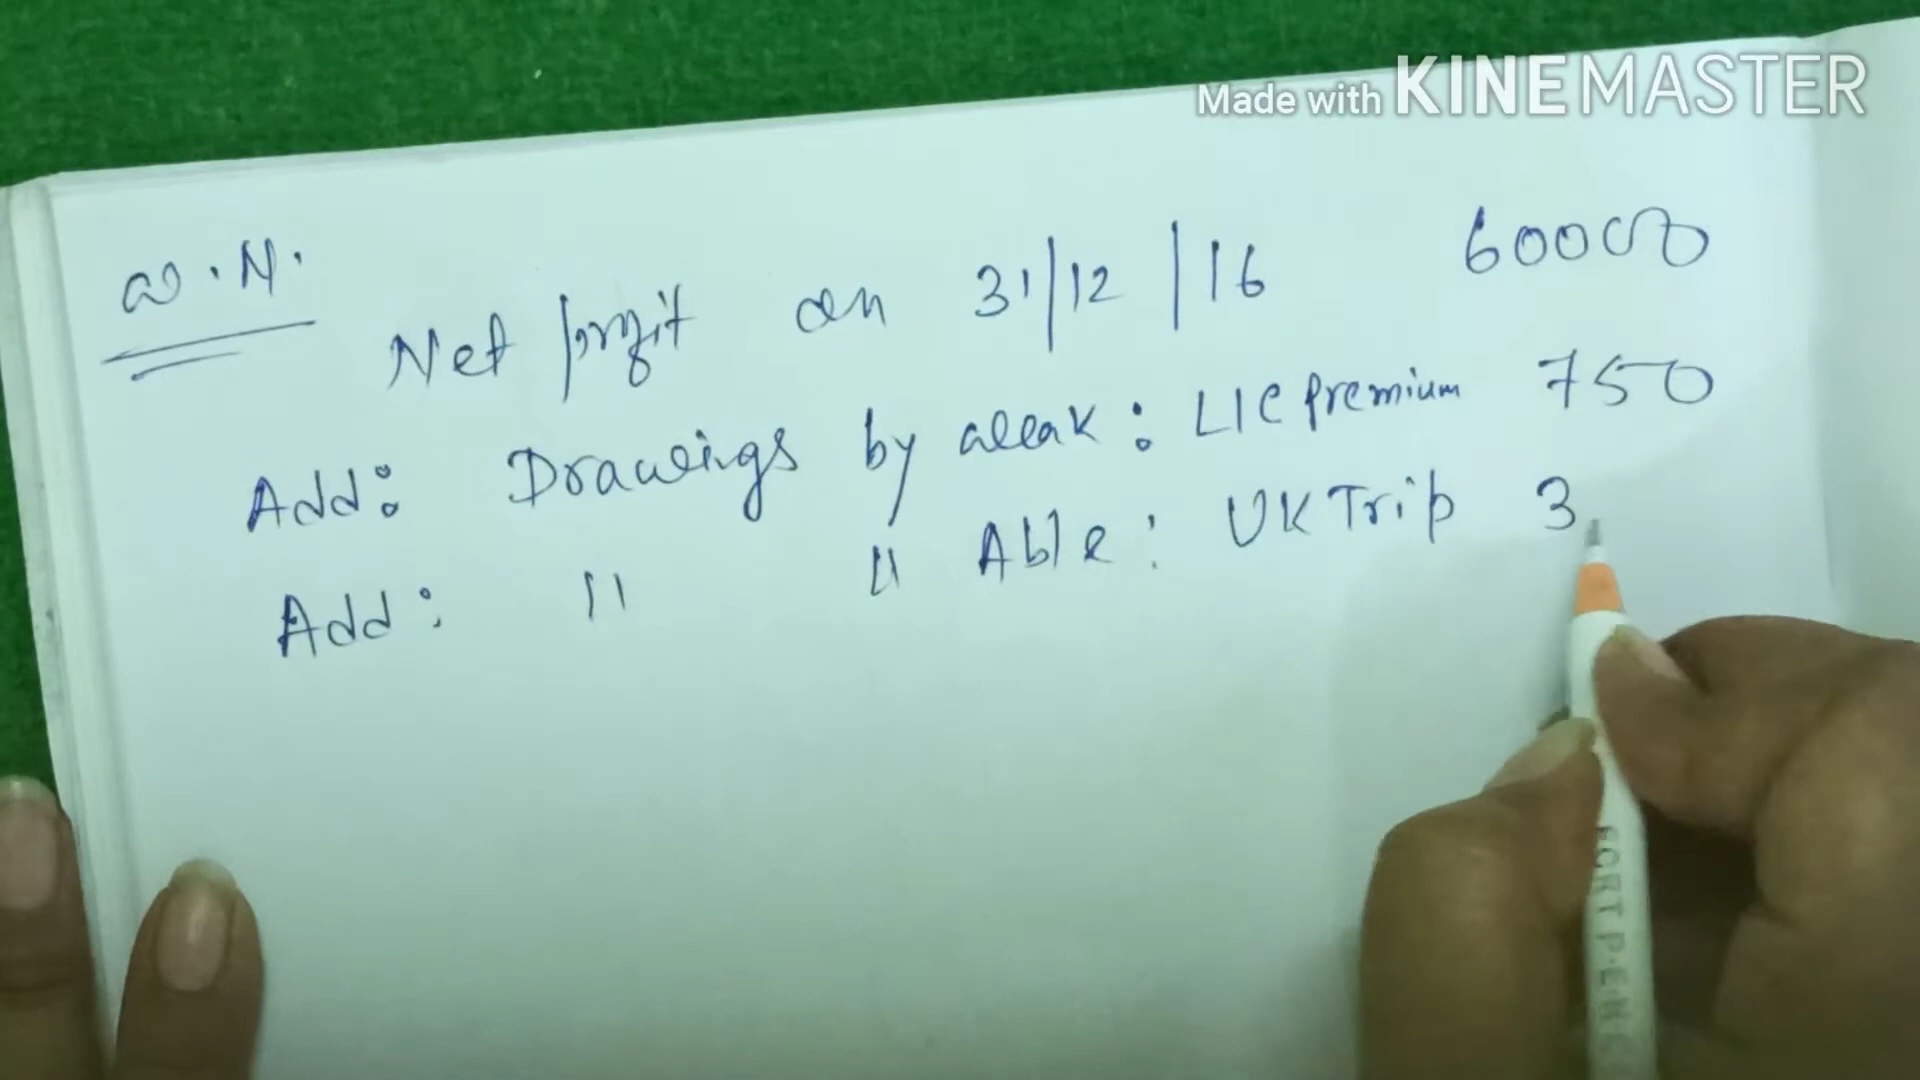 Made with KINEMASTER
W.N.
Net profit on 31/12/16 60000
Add: Drawings by aleak: LIC premium 750
Add: " " Able: UK Trip 3